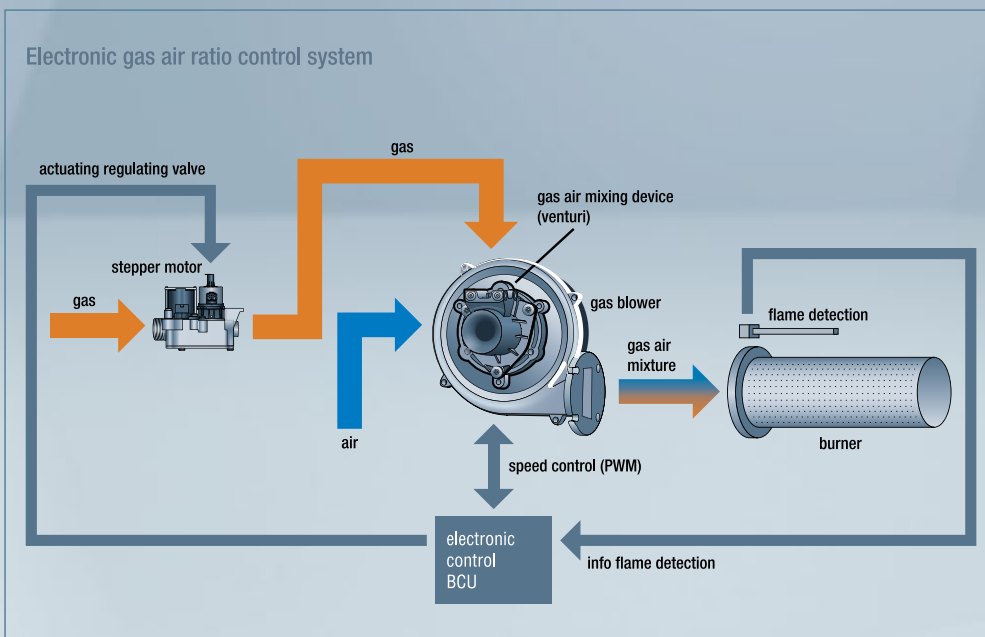 Electronic gas air ratio control system
gas
actuating regulating valve
gas air mixing device
(venturi)
stepper motor
gas
gas blower
flame detection
gas air
mixture
air
burner
speed control (PWM)
electronic
control
BCU
info flame detection